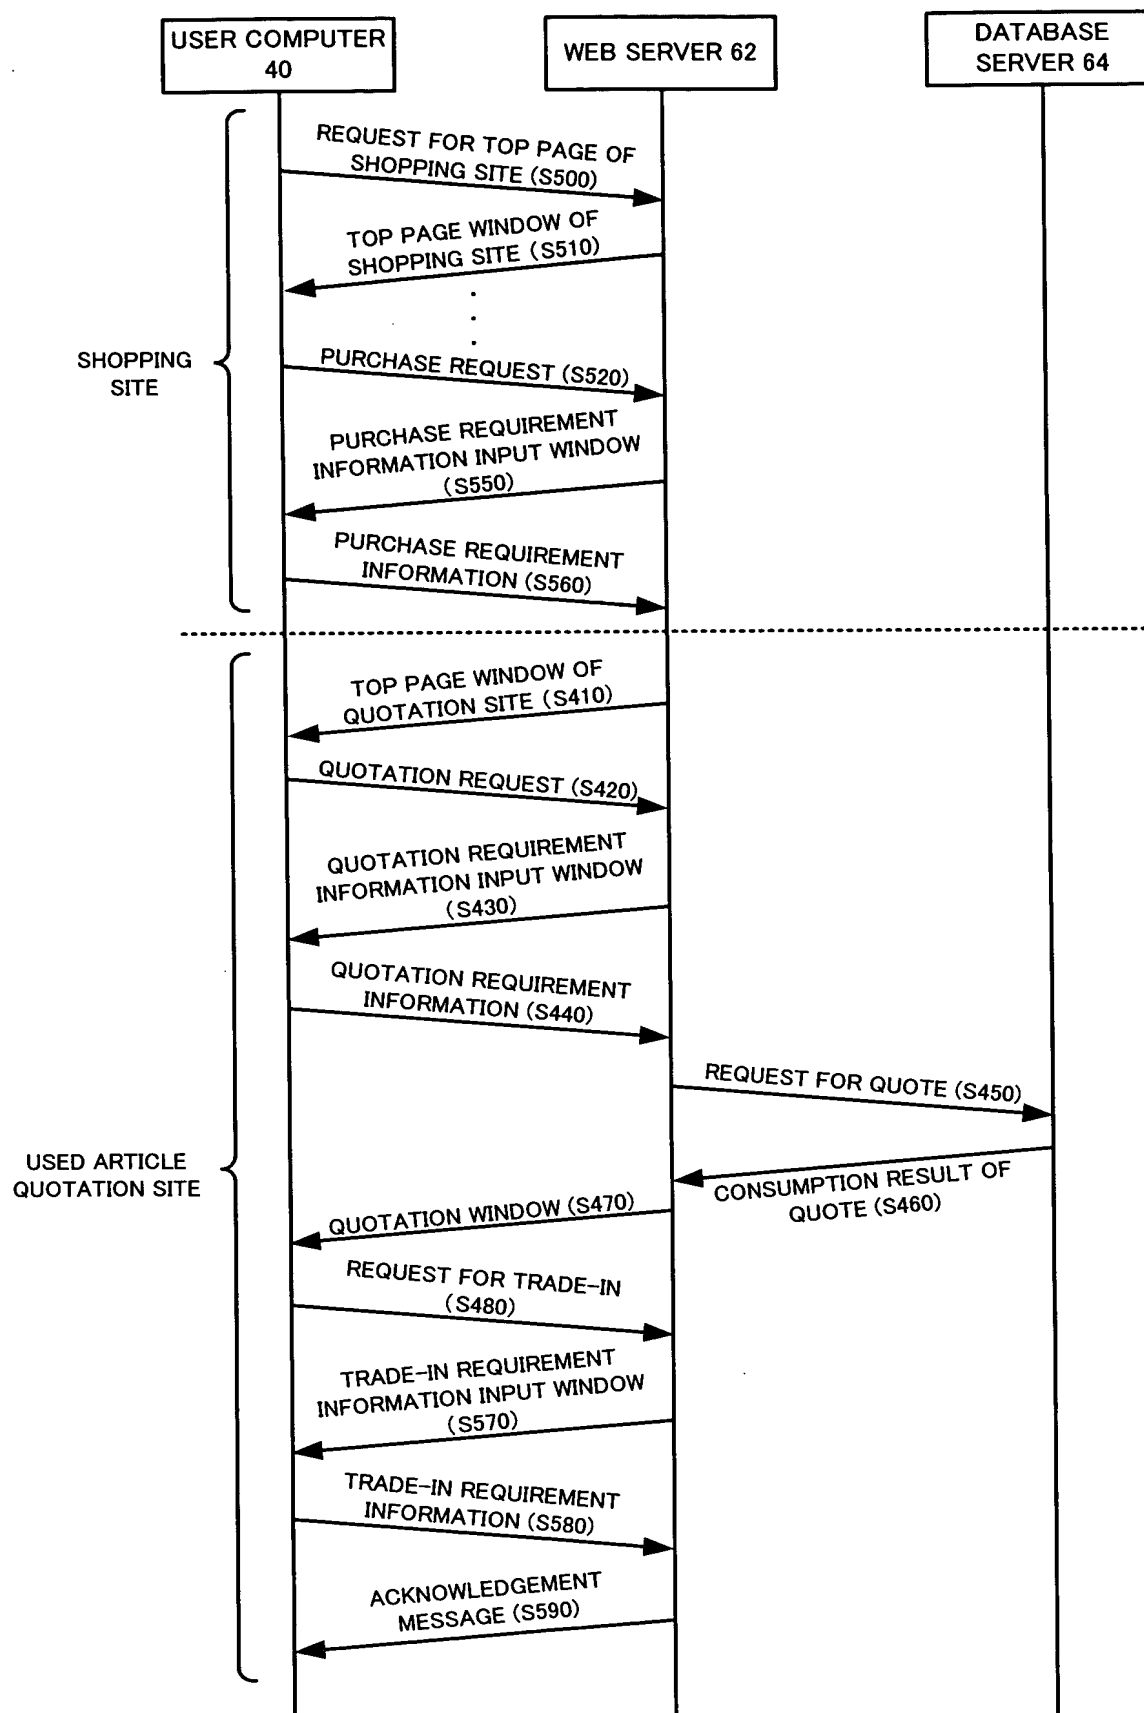 USER COMPUTER
40
WEB SERVER 62
DATABASE
SERVER 64
REQUEST FOR TOP PAGE OF
SHOPPING SITE (S500)
TOP PAGE WINDOW OF
SHOPPING SITE (S510)
SHOPPING
SITE
PURCHASE REQUEST (S520)
PURCHASE REQUIREMENT
INFORMATION INPUT WINDOW
(S550)
PURCHASE REQUIREMENT
INFORMATION (S560)
TOP PAGE WINDOW OF
QUOTATION SITE (S410)
QUOTATION REQUEST (S420)
QUOTATION REQUIREMENT
INFORMATION INPUT WINDOW
(S430)
QUOTATION REQUIREMENT
INFORMATION (S440)
REQUEST FOR QUOTE (S450)
USED ARTICLE
QUOTATION SITE
CONSUMPTION RESULT OF
QUOTE (S460)
QUOTATION WINDOW (S470)
REQUEST FOR TRADE-IN
(S480)
TRADE-IN REQUIREMENT
INFORMATION INPUT WINDOW
(S570)
TRADE-IN REQUIREMENT
INFORMATION (S580)
ACKNOWLEDGEMENT
MESSAGE (S590)